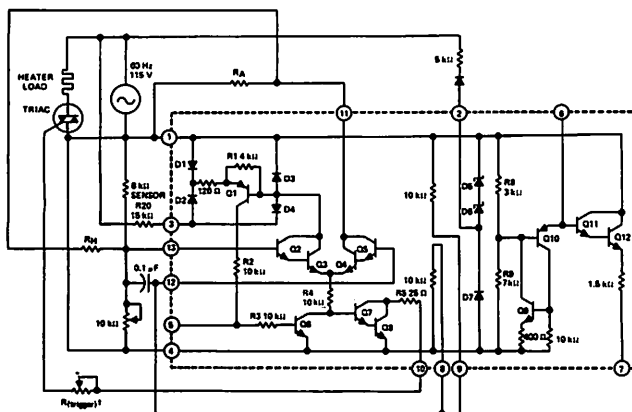 60 Hz
115 V
HEATER
LOAD
TRIAC
RA
5 kΩ
11
2
6
1
D1
R1 4 kΩ
120 Ω
Q1
D3
D2
D4
6 kΩ
SENSOR
R20
15 kΩ
3
10 kΩ
D5
D6
R8
3 kΩ
Q10
Q11
Q12
RH
13
Q2
Q3
Q4
Q5
R2
10 kΩ
0.1 µF
12
R4
10 kΩ
10 kΩ
D7
R9
7 kΩ
Q9
400 Ω
10 kΩ
1.5 kΩ
10 kΩ
5
R3 10 kΩ
Q6
Q7
Q8
R5 25 Ω
4
10
8
9
7
R(trigger)